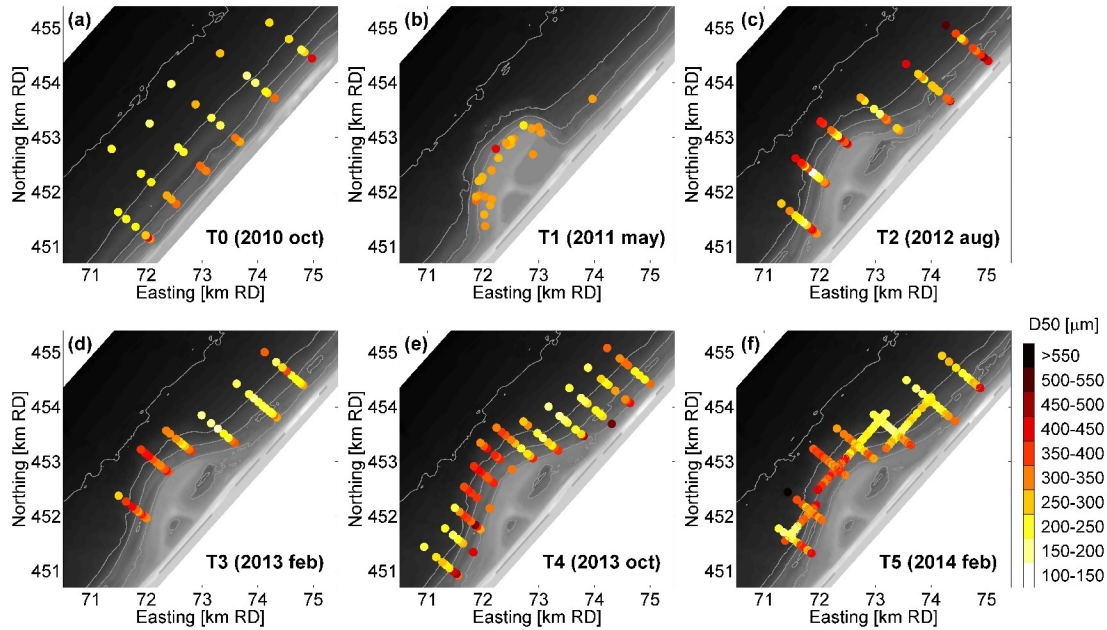 (a)
455
454
453
452
451
Northing [km RD]
T0 (2010 oct)
71 72 73 74 75
Easting [km RD]
(b)
455
454
453
452
451
Northing [km RD]
T1 (2011 may)
71 72 73 74 75
Easting [km RD]
(c)
455
454
453
452
451
Northing [km RD]
T2 (2012 aug)
71 72 73 74 75
Easting [km RD]
(d)
455
454
453
452
451
Northing [km RD]
T3 (2013 feb)
71 72 73 74 75
Easting [km RD]
(e)
455
454
453
452
451
Northing [km RD]
T4 (2013 oct)
71 72 73 74 75
Easting [km RD]
(f)
455
454
453
452
451
Northing [km RD]
T5 (2014 feb)
71 72 73 74 75
Easting [km RD]
D50 [μm]
>550
500-550
450-500
400-450
350-400
300-350
250-300
200-250
150-200
100-150